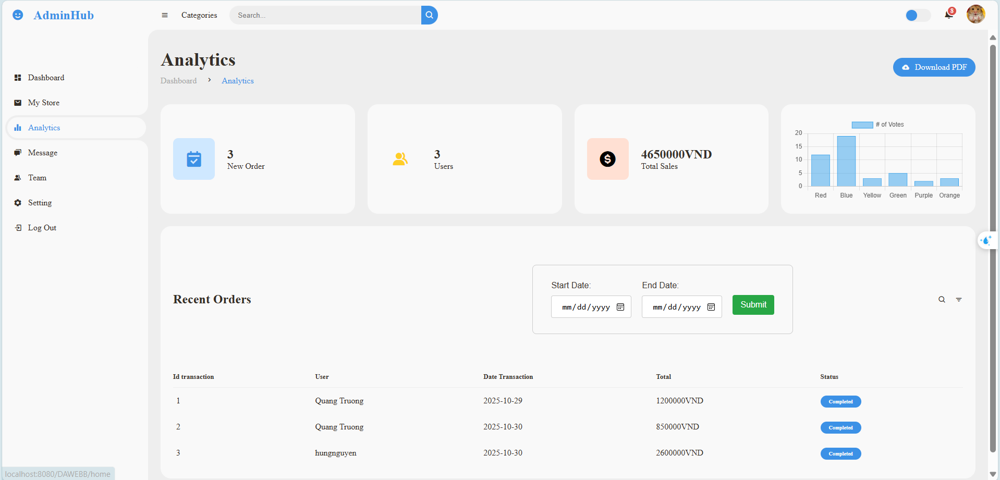 AdminHub
Categories
Search...
8
Dashboard
My Store
Analytics
Message
Team
Setting
Log Out
Analytics
Dashboard > Analytics
Download PDF
3
New Order
3
Users
4650000VND
Total Sales
# of Votes
20
15
10
5
0
Red Blue Yellow Green Purple Orange
Recent Orders
Start Date: End Date:
mm/dd/yyyy mm/dd/yyyy Submit
Id transaction User Date Transaction Total Status
1 Quang Truong 2025-10-29 1200000VND Completed
2 Quang Truong 2025-10-30 850000VND Completed
3 hungnguyen 2025-10-30 2600000VND Completed
localhost:8080/DAWEBB/home